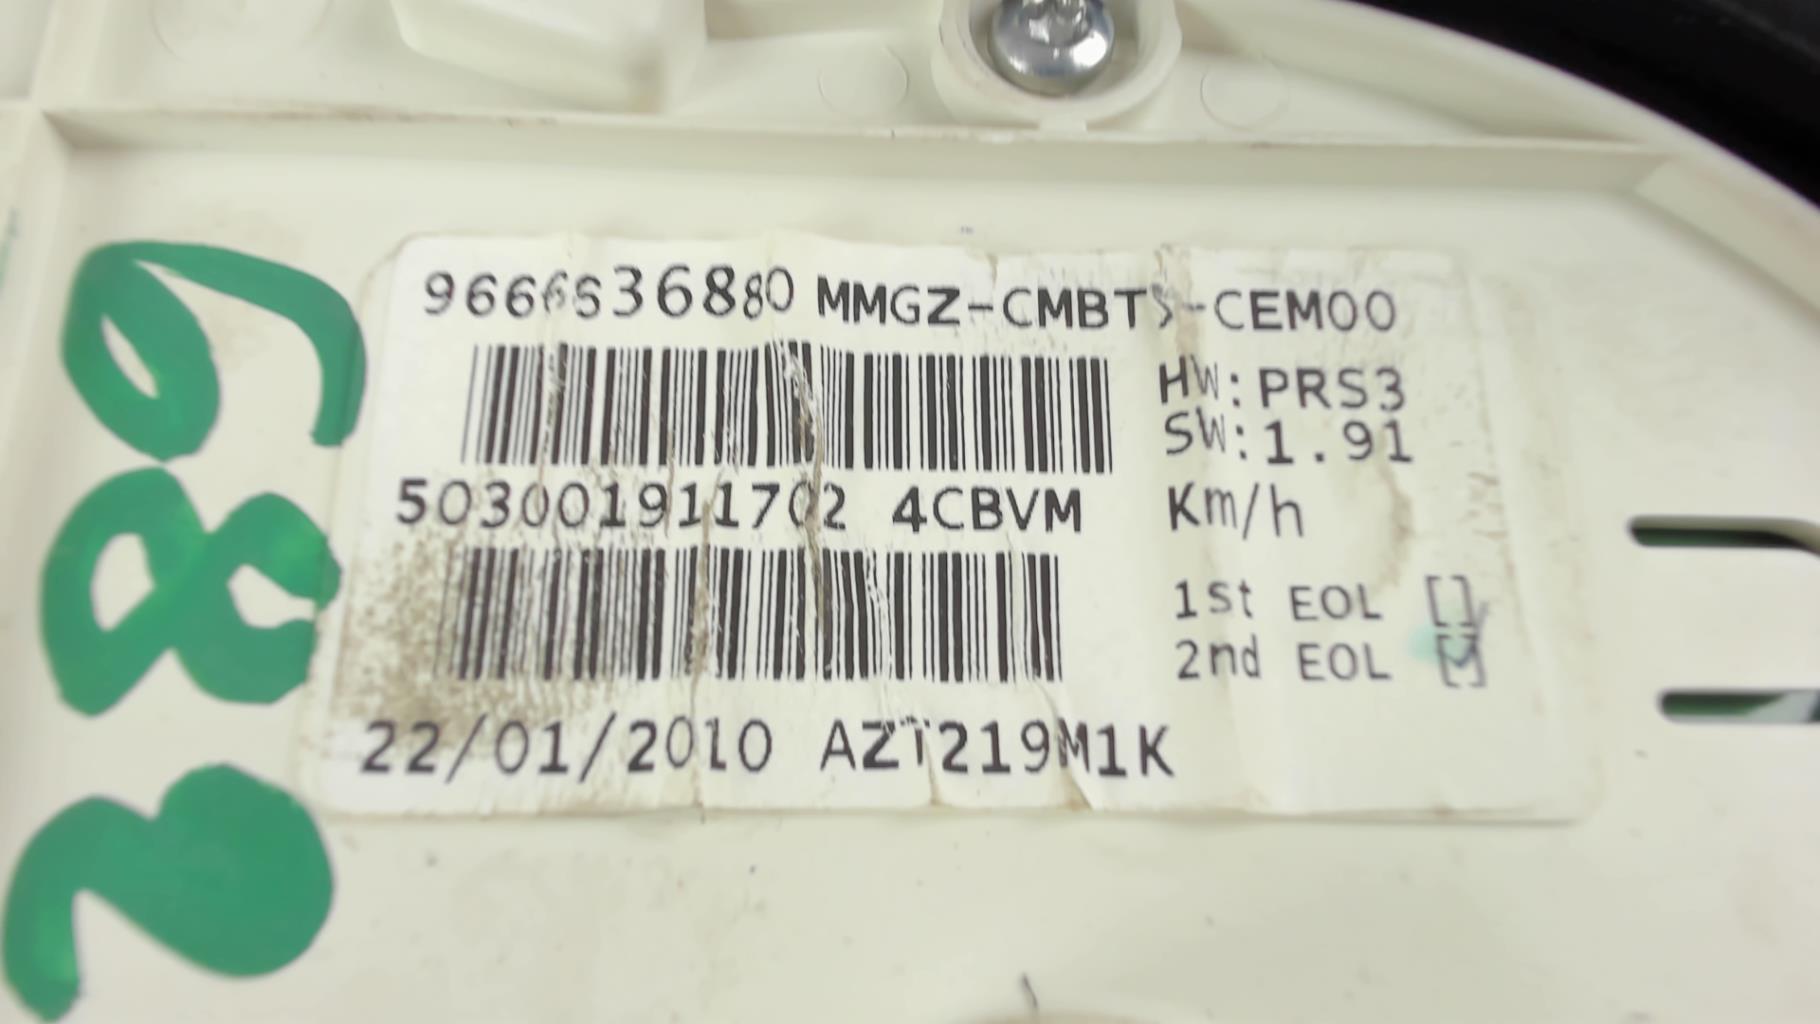 9666636880 MMGZ-CMBTS-CEM00
HW: PRS3
SW: 1.91
503001911702 4CBVM
Km/h
1st EOL []
2nd EOL [✓]
22/01/2010 AZT219M1K
682